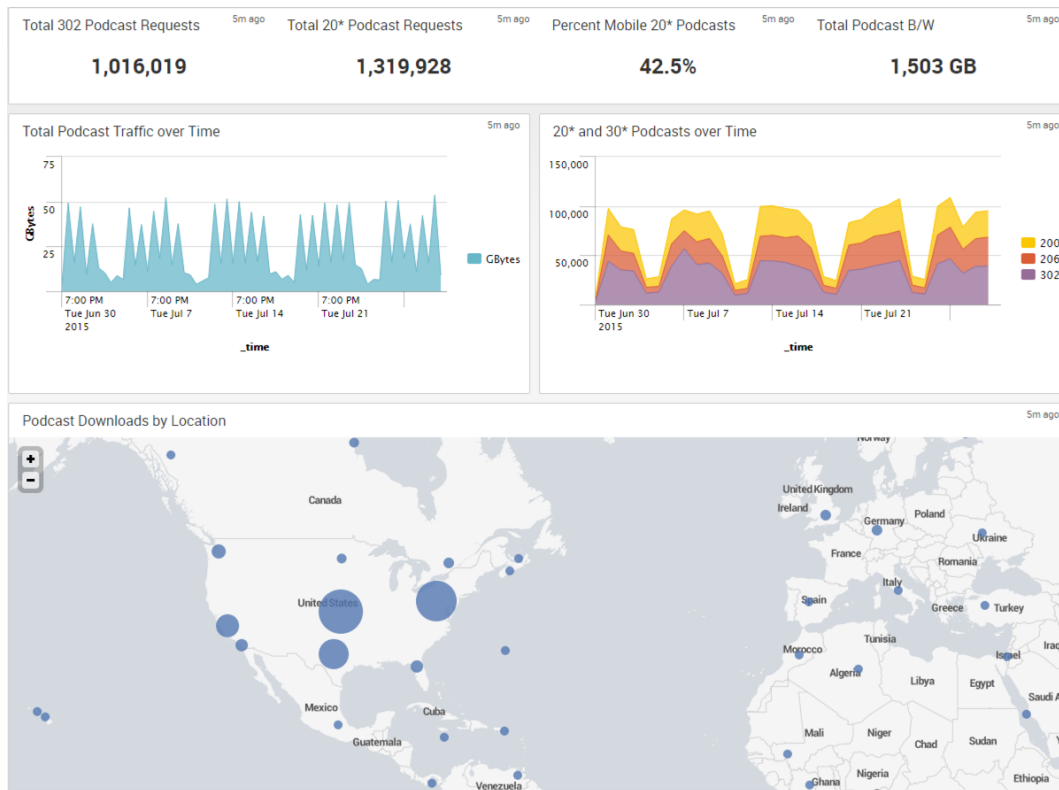 Total 302 Podcast Requests
5m ago
1,016,019
Total 20* Podcast Requests
5m ago
1,319,928
Percent Mobile 20* Podcasts
5m ago
42.5%
Total Podcast B/W
5m ago
1,503 GB
Total Podcast Traffic over Time
5m ago
75
50
25
GBytes
GBytes
7:00 PM
Tue Jun 30
2015
7:00 PM
Tue Jul 7
7:00 PM
Tue Jul 14
7:00 PM
Tue Jul 21
_time
20* and 30* Podcasts over Time
5m ago
150,000
100,000
50,000
200
206
302
Tue Jun 30
2015
Tue Jul 7
Tue Jul 14
Tue Jul 21
_time
Podcast Downloads by Location
5m ago
+
−
Norway
United Kingdom
Canada
Ireland
Poland
Germany
Ukraine
France
Romania
Italy
United States
Spain
Greece
Turkey
Tunisia
Morocco
Israel
Algeria
Libya
Egypt
Saudi A
Mexico
Cuba
Mali
Niger
Chad
Sudan
Guatemala
Nigeria
Ghana
Ethiopia
Venezuela